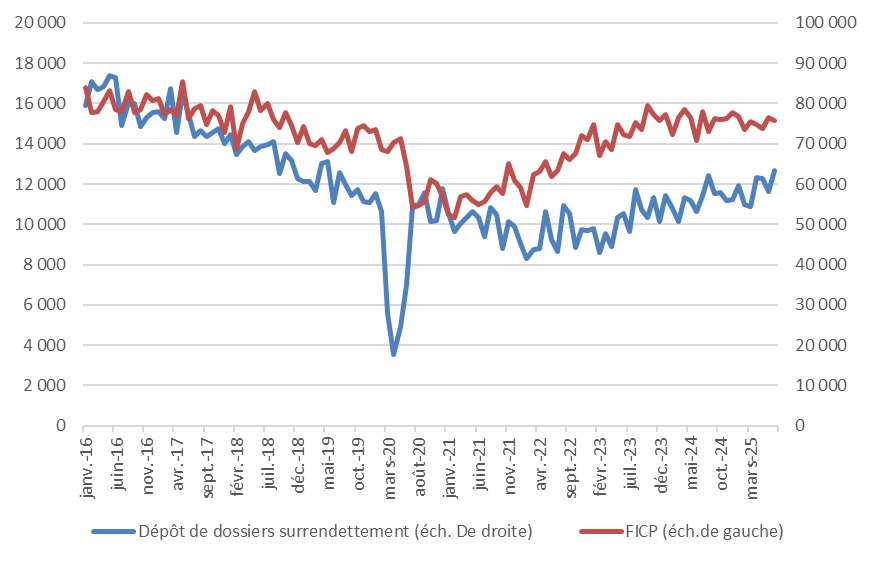 20 000 100 000
18 000 90 000
16 000 80 000
14 000 70 000
12 000 60 000
10 000 50 000
8 000 40 000
6 000 30 000
4 000 20 000
2 000 10 000
0 0
janv.-16 juin-16 nov.-16 avr.-17 sept.-17 févr.-18 juil.-18 déc.-18 mai-19 oct.-19 mars-20 août-20 janv.-21 juin-21 nov.-21 avr.-22 sept.-22 févr.-23 juil.-23 déc.-23 mai-24 oct.-24 mars-25
Dépôt de dossiers surrendettement (éch. De droite) FICP (éch.de gauche)